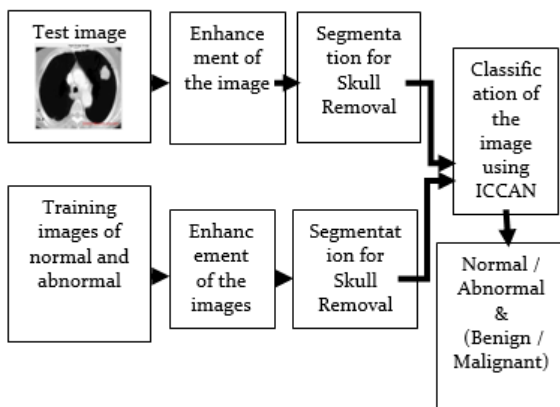 Test image
Enhance
ment of
the image
Segmenta
tion for
Skull
Removal
Classific
ation of
the
image
using
ICCAN
Training
images of
normal and
abnormal
Enhanc
ement
of the
images
Segmentat
ion for
Skull
Removal
Normal /
Abnormal
&
(Benign /
Malignant)